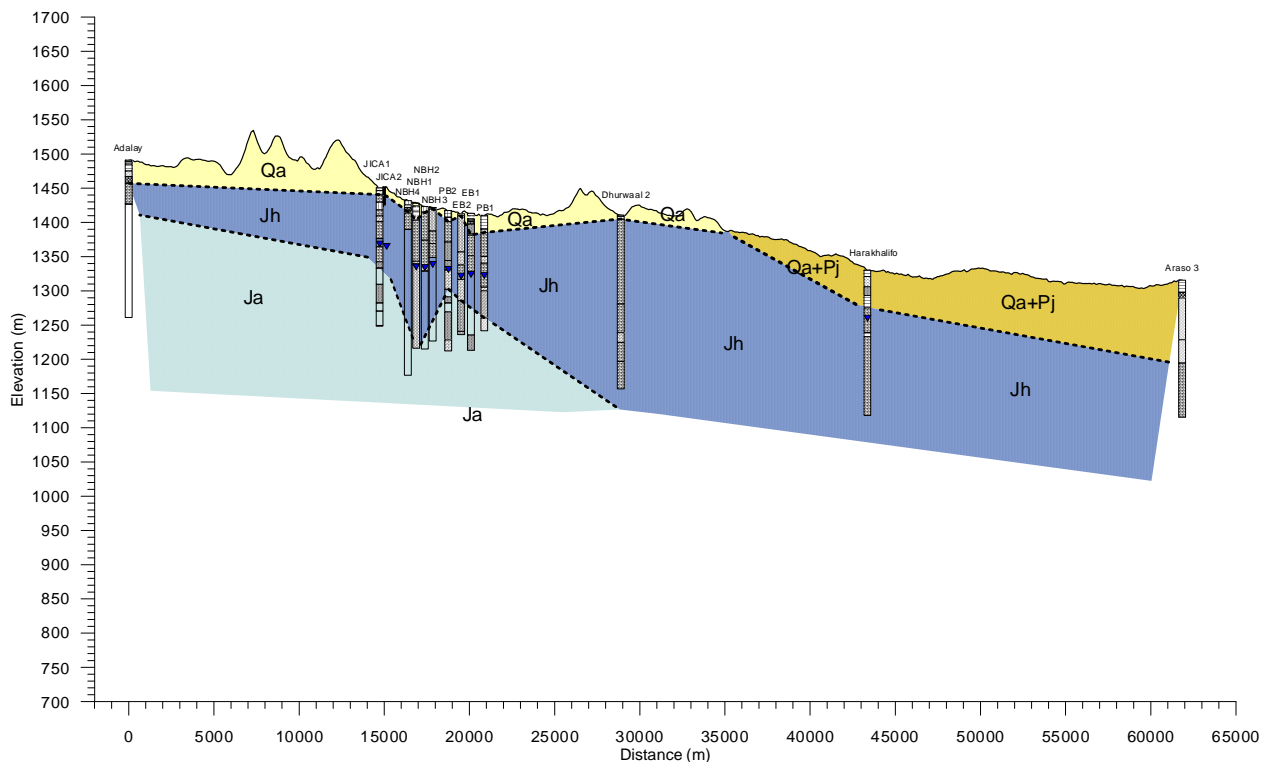 1700
1650
1600
1550
1500
1450
1400
1350
1300
1250
1200
1150
1100
1050
1000
950
900
850
800
750
700
Elevation (m)
Adalay
JICA1
JICA2
NBH4
NBH1
NBH2
NBH3
PB2
EB2
EB1
PB1
Dhurwaal 2
Harakhalifo
Araso 3
Qa
Qa
Qa
Qa+Pj
Qa+Pj
Jh
Jh
Jh
Jh
Ja
Ja
0 5000 10000 15000 20000 25000 30000 35000 40000 45000 50000 55000 60000 65000
Distance (m)